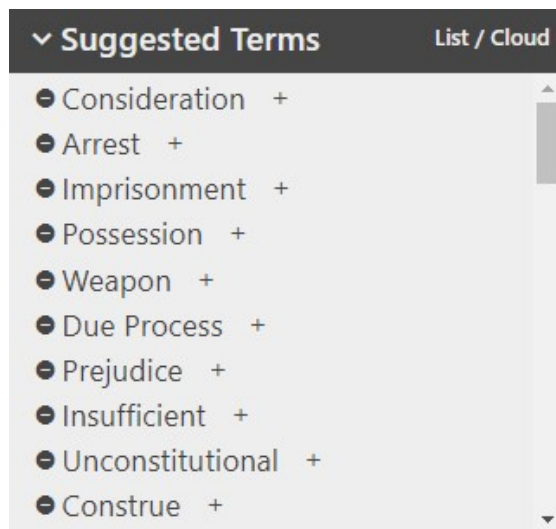 Suggested Terms List / Cloud
Consideration +
Arrest +
Imprisonment +
Possession +
Weapon +
Due Process +
Prejudice +
Insufficient +
Unconstitutional +
Construe +